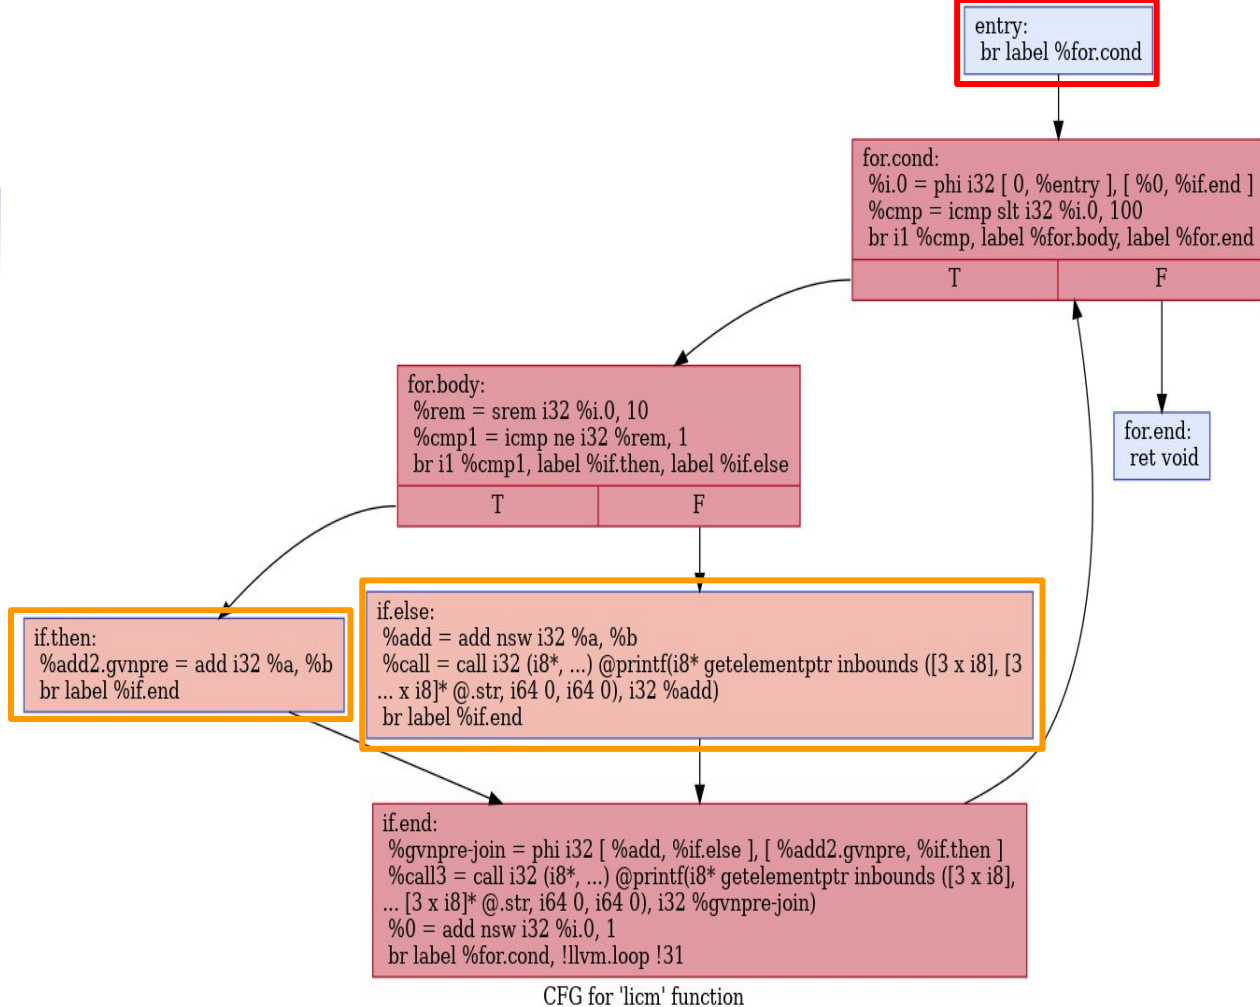 entry:
br label %for.cond
for.cond:
%i.0 = phi i32 [ 0, %entry ], [ %0, %if.end ]
%cmp = icmp slt i32 %i.0, 100
br i1 %cmp, label %for.body, label %for.end
T
F
for.body:
%rem = srem i32 %i.0, 10
%cmp1 = icmp ne i32 %rem, 1
br i1 %cmp1, label %if.then, label %if.else
T
F
for.end:
ret void
if.then:
%add2.gvnpre = add i32 %a, %b
br label %if.end
if.else:
%add = add nsw i32 %a, %b
%call = call i32 (i8*, ...) @printf(i8* getelementptr inbounds ([3 x i8], [3
... x i8]* @.str, i64 0, i64 0), i32 %add)
br label %if.end
if.end:
%gvnpre-join = phi i32 [ %add, %if.else ], [ %add2.gvnpre, %if.then ]
%call3 = call i32 (i8*, ...) @printf(i8* getelementptr inbounds ([3 x i8],
... [3 x i8]* @.str, i64 0, i64 0), i32 %gvnpre-join)
%0 = add nsw i32 %i.0, 1
br label %for.cond, !llvm.loop !31
CFG for 'licm' function